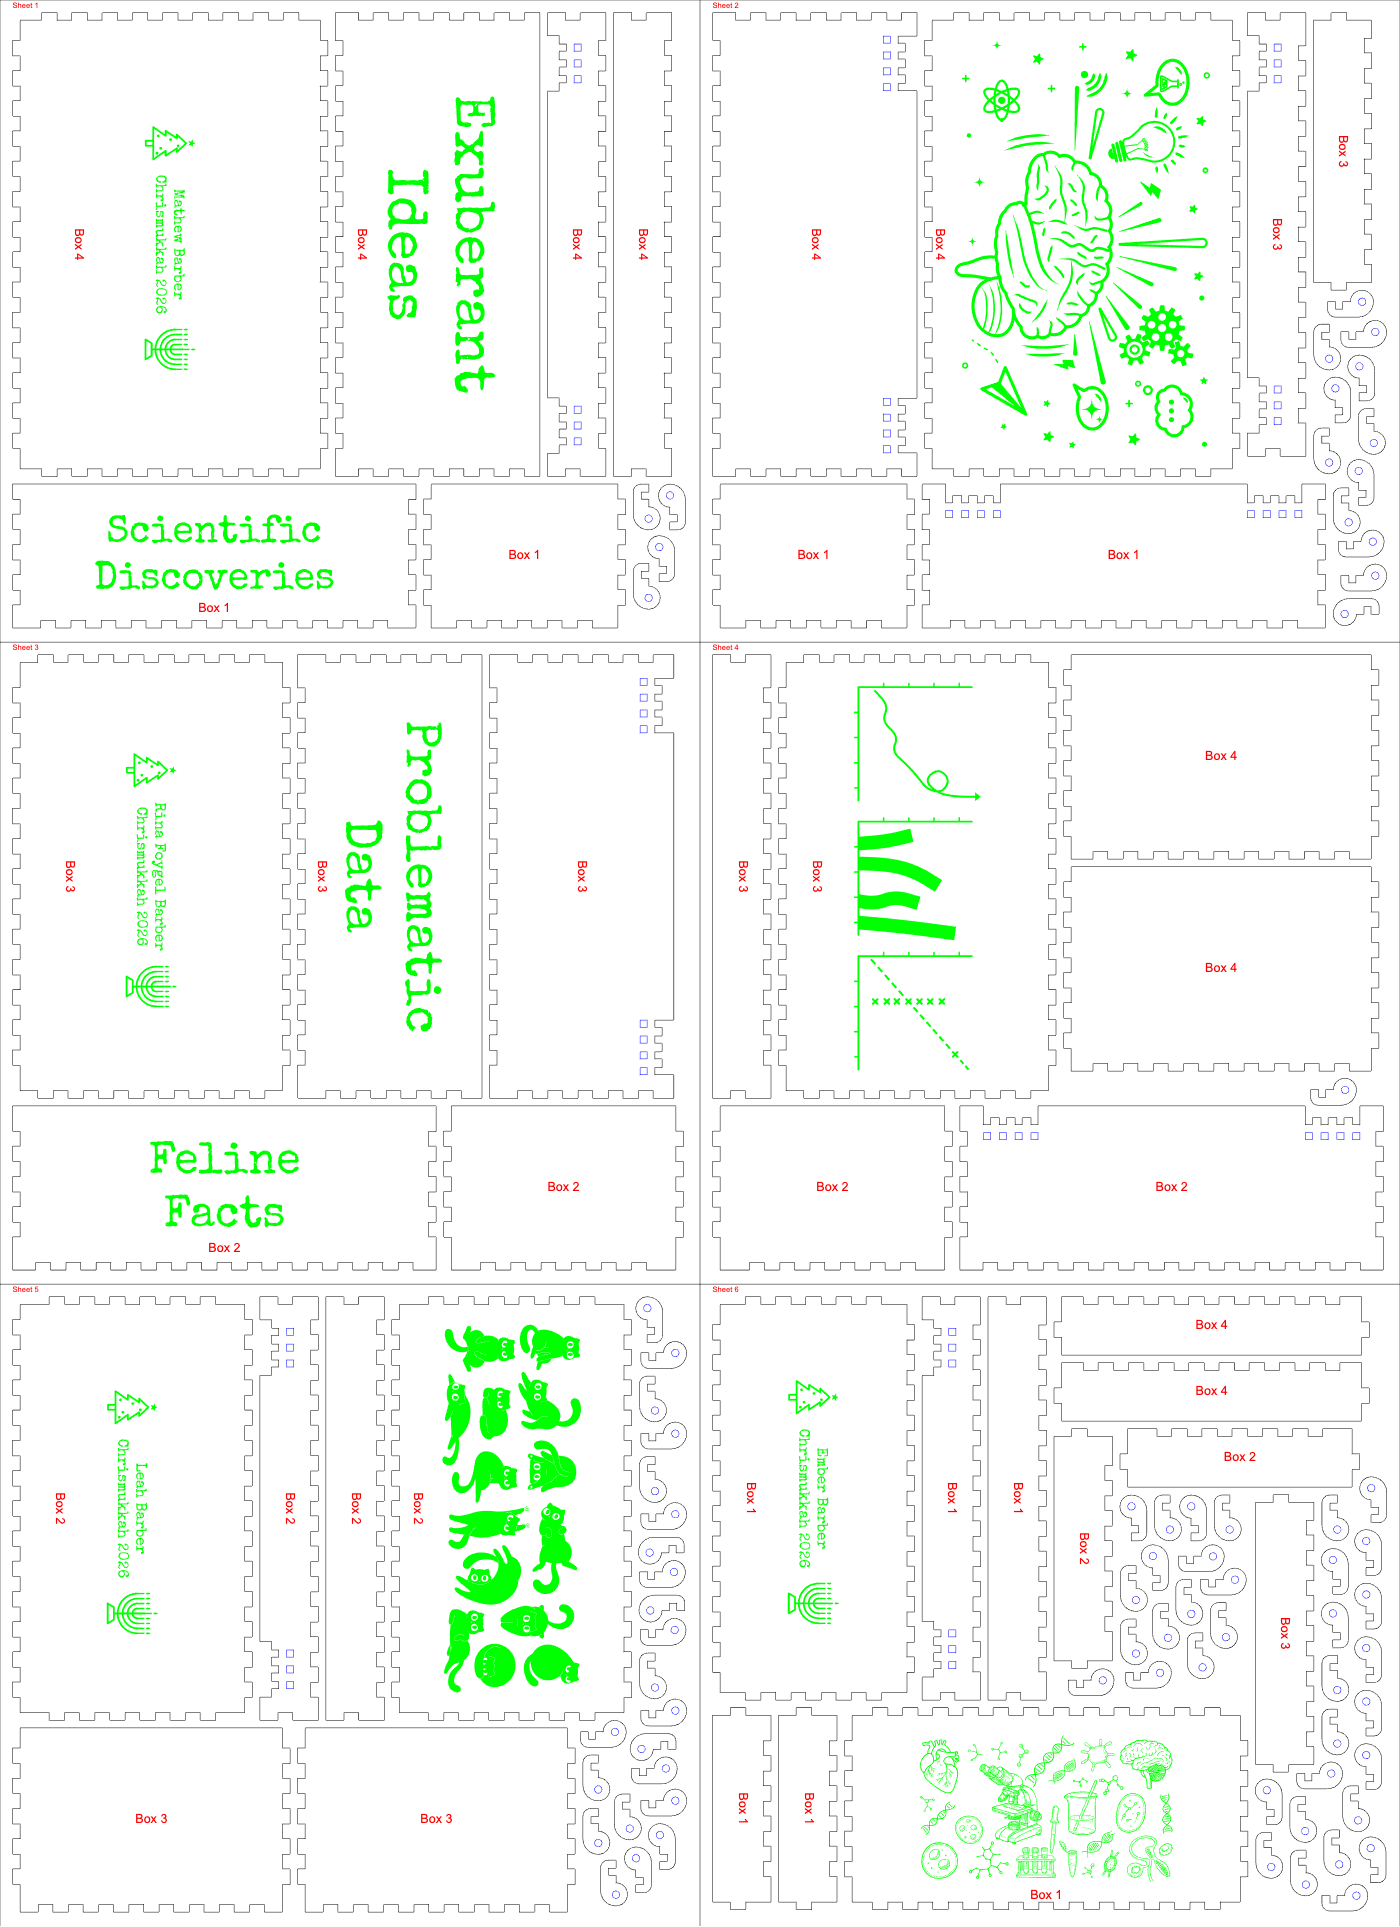 Sheet 1
Box 4
Mathew Barber
Chrismukkah 2026
Box 4
Exuberant
Ideas
Box 4
Box 4
Scientific
Discoveries
Box 1
Box 1
Sheet 2
Box 4
Box 4
Box 3
Box 3
Box 1
Box 1
Sheet 3
Box 3
Rina Foygel Barber
Chrismukkah 2026
Box 3
Problematic
Data
Box 3
Feline
Facts
Box 2
Box 2
Sheet 4
Box 3
Box 3
Box 4
Box 4
Box 2
Box 2
Sheet 5
Box 2
Leah Barber
Chrismukkah 2026
Box 2
Box 2
Box 2
Box 3
Box 3
Sheet 6
Box 1
Ember Barber
Chrismukkah 2026
Box 1
Box 1
Box 4
Box 4
Box 2
Box 2
Box 3
Box 1
Box 1
Box 1